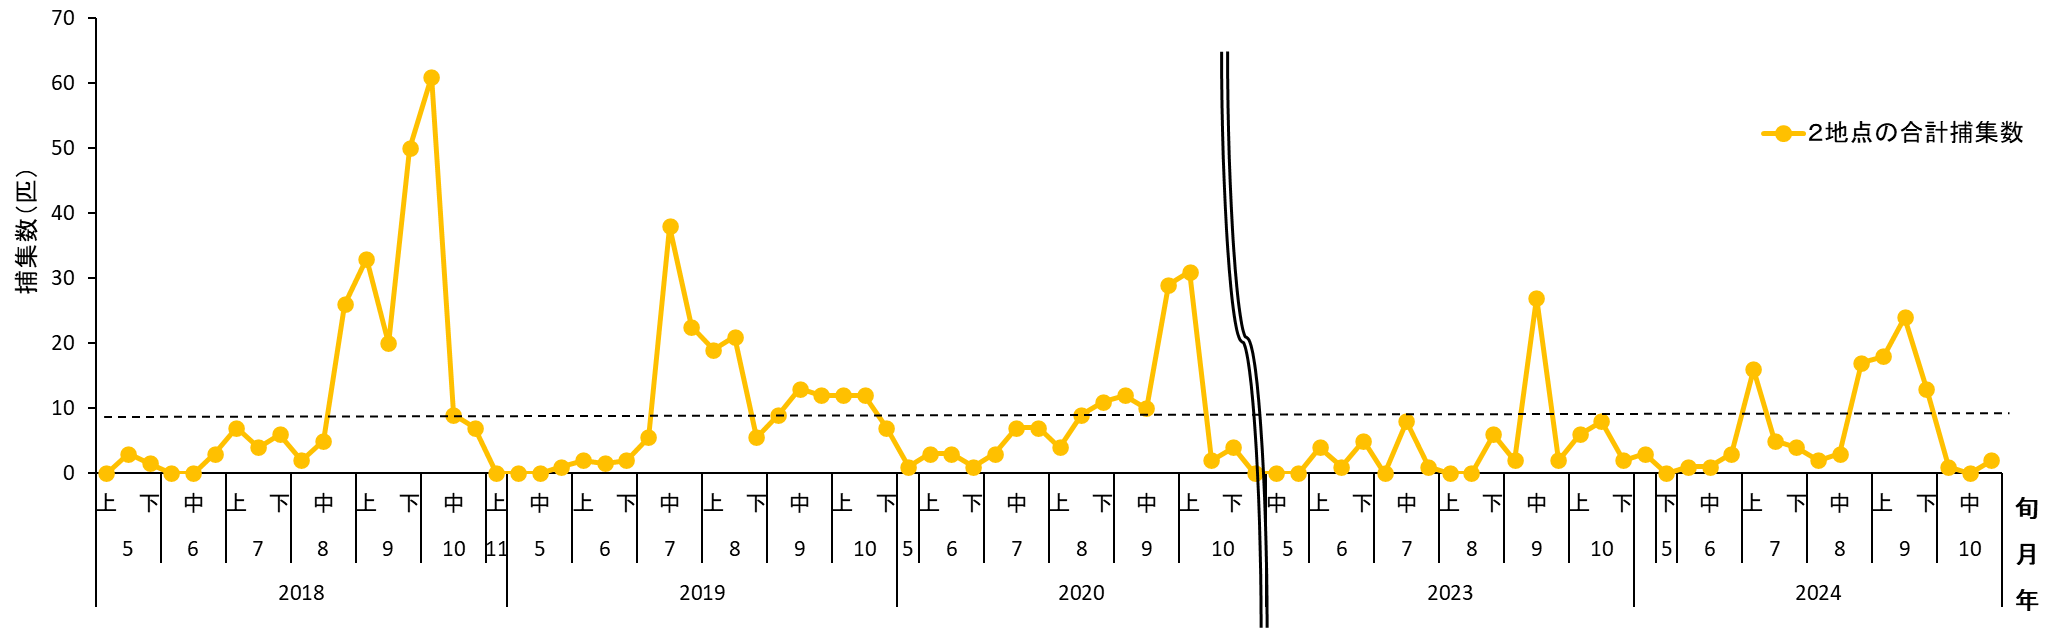 70
60
50
40
30
20
10
0
捕集数(匹)
2地点の合計捕集数
上 下 中 上 下 中 上 下 中 上 中 上 下 中 上 下 中 上 下 上 下 中 上 下 中 上 下 中 上 下 中 上 下 中 上 下 下 中 上 下 中 上 下 中 旬
5 6 7 8 9 10 11 5 6 7 8 9 10 5 6 7 8 9 10 5 6 7 8 9 10 5 6 7 8 9 10 月
2018 2019 2020 2023 2024 年